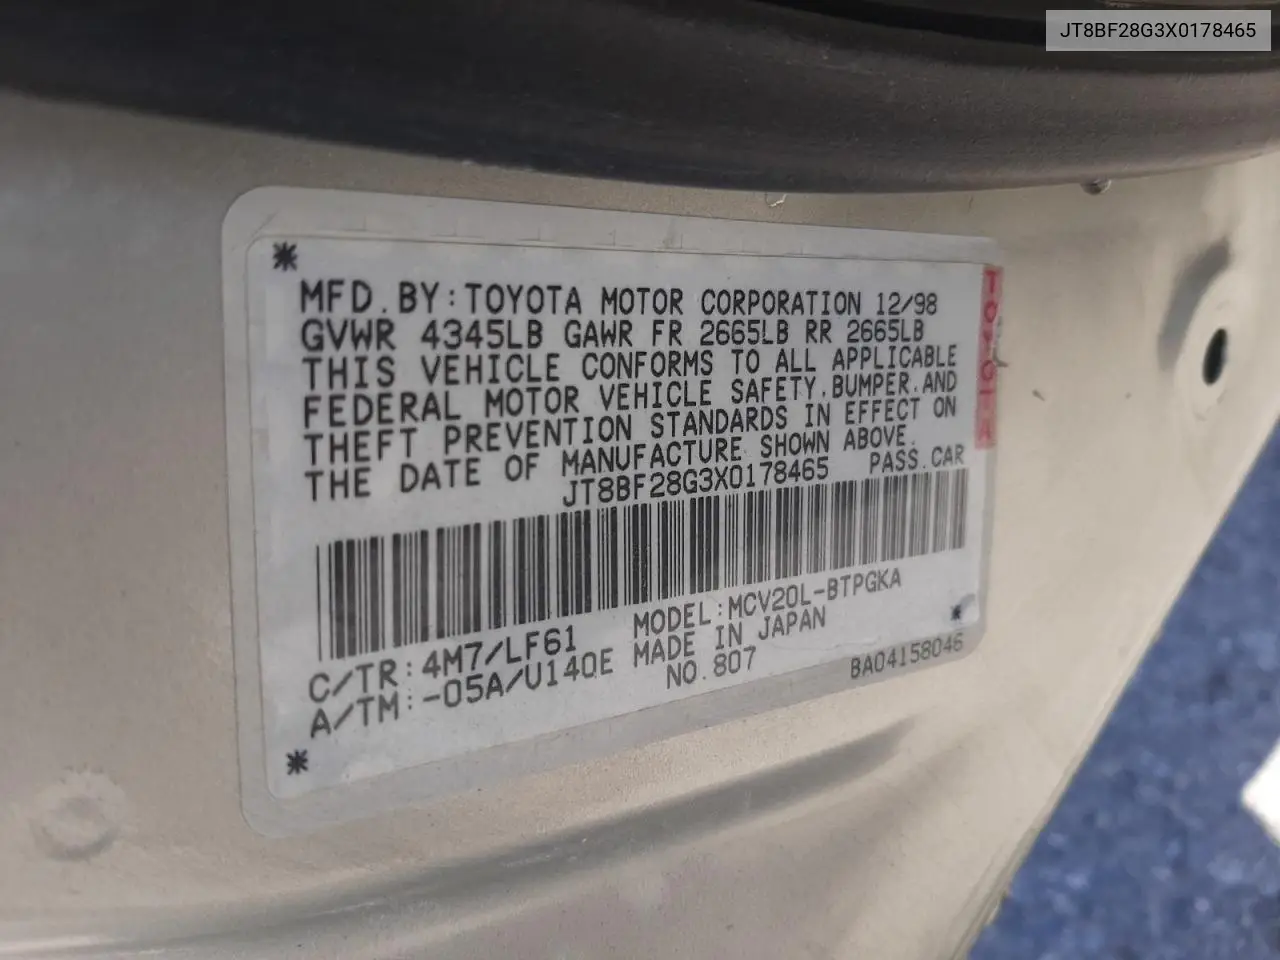 JT8BF28G3X0178465
MFD.BY:TOYOTA MOTOR CORPORATION 12/98
GVWR 4345LB GAWR FR 2665LB RR 2665LB
THIS VEHICLE CONFORMS TO ALL APPLICABLE
FEDERAL MOTOR VEHICLE SAFETY,BUMPER,AND
THEFT PREVENTION STANDARDS IN EFFECT ON
THE DATE OF MANUFACTURE SHOWN ABOVE.
JT8BF28G3X0178465 PASS.CAR
C/TR:4M7/LF61 MODEL:MCV20L-BTPGKA
A/TM:-05A/U140E MADE IN JAPAN
NO.807 BA04158046
TOYOTA